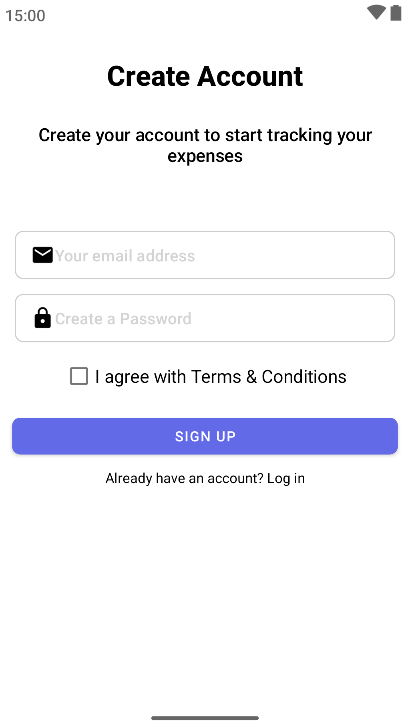 15:00
Create Account
Create your account to start tracking your
expenses
Your email address
Create a Password
I agree with Terms & Conditions
SIGN UP
Already have an account? Log in